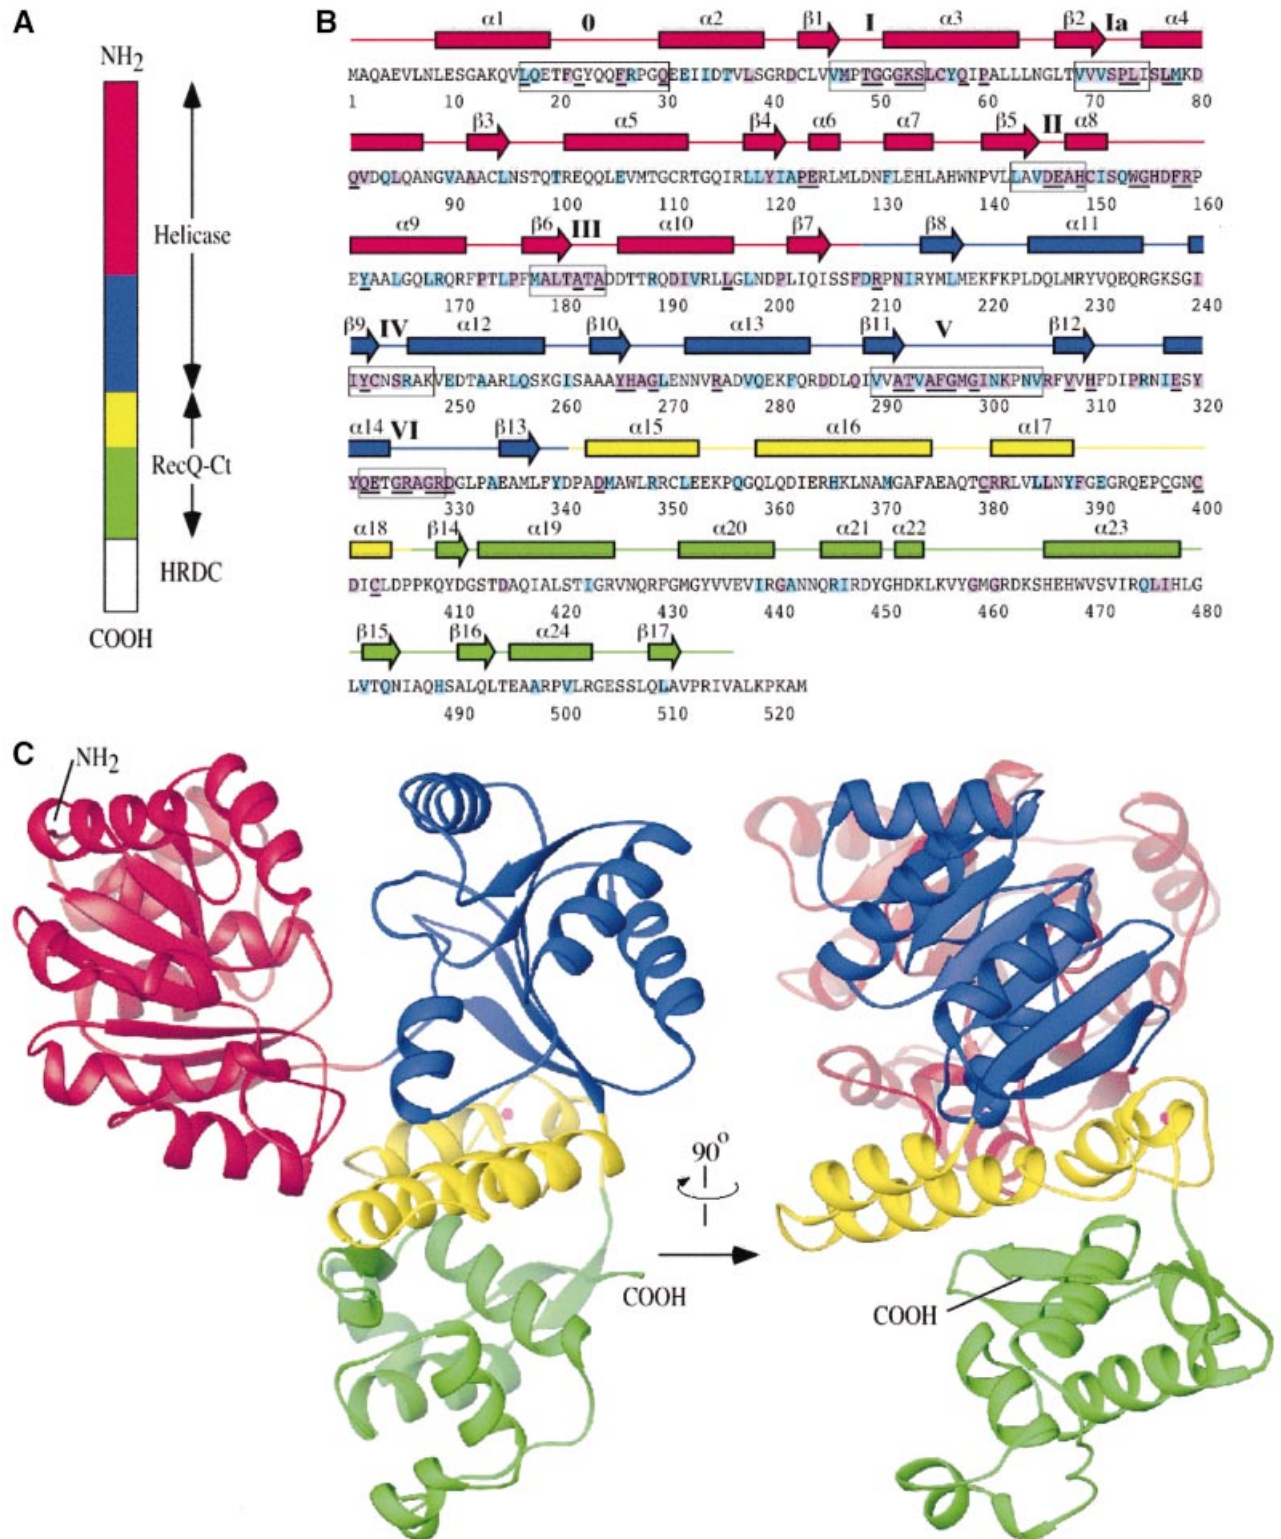 A
NH2
Helicase
RecQ-Ct
HRDC
COOH
B
α1 0 α2 β1 I α3 β2 Ia α4
MAQAEVLNLESGAKQVLQETFGYQQFRPGQEEIIDTVLSGRDCLVVMPTGGGKSLCYQIPALLLNGLTVVVSPLISLMKD
1 10 20 30 40 50 60 70 80
β3 α5 β4 α6 α7 β5 II α8
QVDQLQANGVAAACLNSTQTREQQLEVMTGCRTGQIRLLYIAPERLMLDNFLEHLAHWNPVLLAVDEAHCISQWGHDFRP
90 100 110 120 130 140 150 160
α9 β6 III α10 β7 β8 α11
EYAALGQLRQRFPTLPFMALTATADDTTRQDIVRLLGLNDPLIQISSFDRPNIRYMLMEKFKPLDQLMRYVQEQRGKSGI
170 180 190 200 210 220 230 240
β9 IV α12 β10 α13 β11 V β12
IYCNSRAKVEDTAARLQSKGISAAAYHAGLENNVRADVQEKFQRDDLQIVVATVAFGMGINKPNVRFVVHFDIPRNIESY
250 260 270 280 290 300 310 320
α14 VI β13 α15 α16 α17
YQETGRAGRDGLPAEAMLFYDPADMAWLRRCLEEKPQGQLQDIERHKLNAMGAFAEAQTCRRLVLLNYFGEGRQEPCGNC
330 340 350 360 370 380 390 400
α18 β14 α19 α20 α21 α22 α23
DICLDPPKQYDGSTDAQIALSTIGRVNQRFGMGYVVEVIRGANNQRIRDYGHDKLKVYGMGRDKSHEHWVSVIRQLIHLG
410 420 430 440 450 460 470 480
β15 β16 α24 β17
LVTQNIAQHSALQLTEAARPVLRGESSLQLAVPRIVALKPKAM
490 500 510 520
C
NH2
90o
COOH
COOH